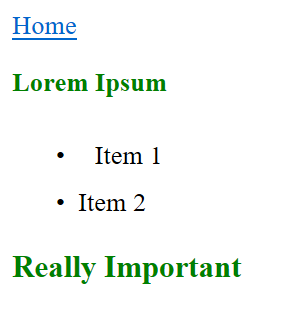 Home
Lorem Ipsum
• Item 1
• Item 2
Really Important